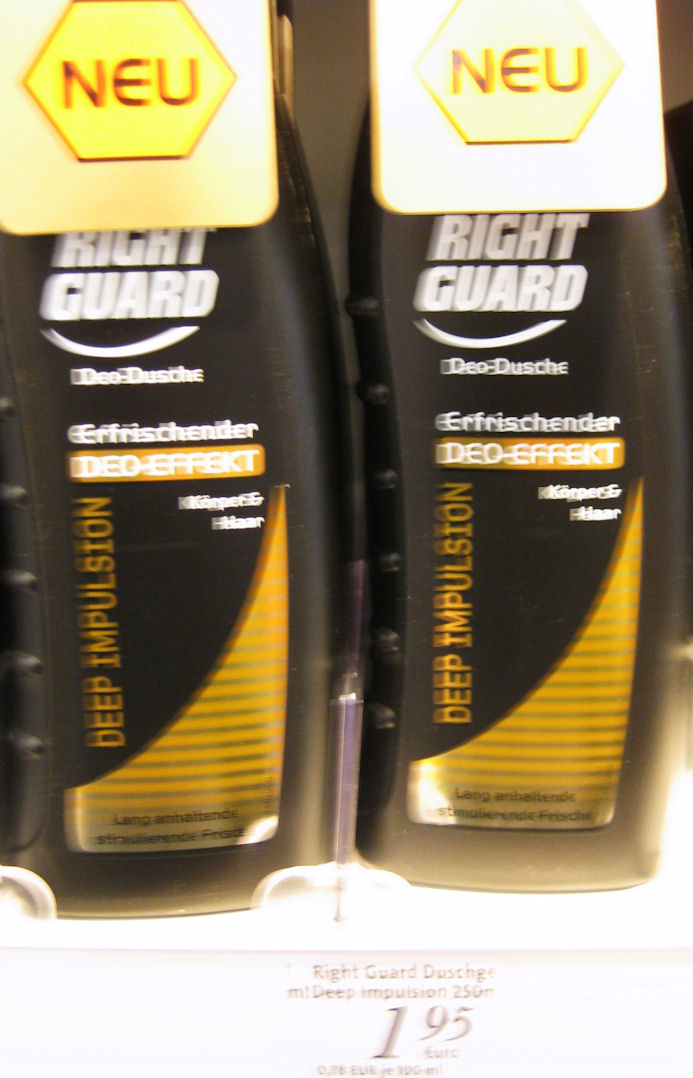 NEU
RIGHT
GUARD
Deo-Dusche
Erfrischender
DEO-EFFEKT
Körper &
Haar
DEEP IMPULSION
Lang anhaltende
stimulierende Frische
NEU
RIGHT
GUARD
Deo-Dusche
Erfrischender
DEO-EFFEKT
Körper &
Haar
DEEP IMPULSION
Lang anhaltende
stimulierende Frische
Right Guard Duschge
ml Deep impulsion 250
1 95
Euro
0,78 EUR je 100 ml